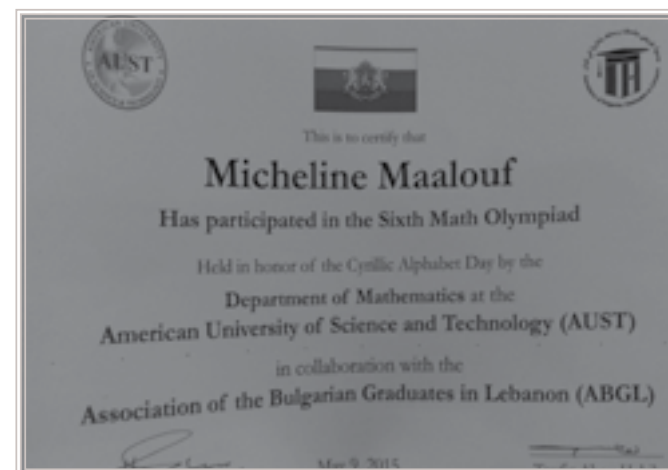 AUST
This is to certify that
Micheline Maalouf
Has participated in the Sixth Math Olympiad
Held in honor of the Cyrillic Alphabet Day by the
Department of Mathematics at the
American University of Science and Technology (AUST)
in collaboration with the
Association of the Bulgarian Graduates in Lebanon (ABGL)
May 9, 2015